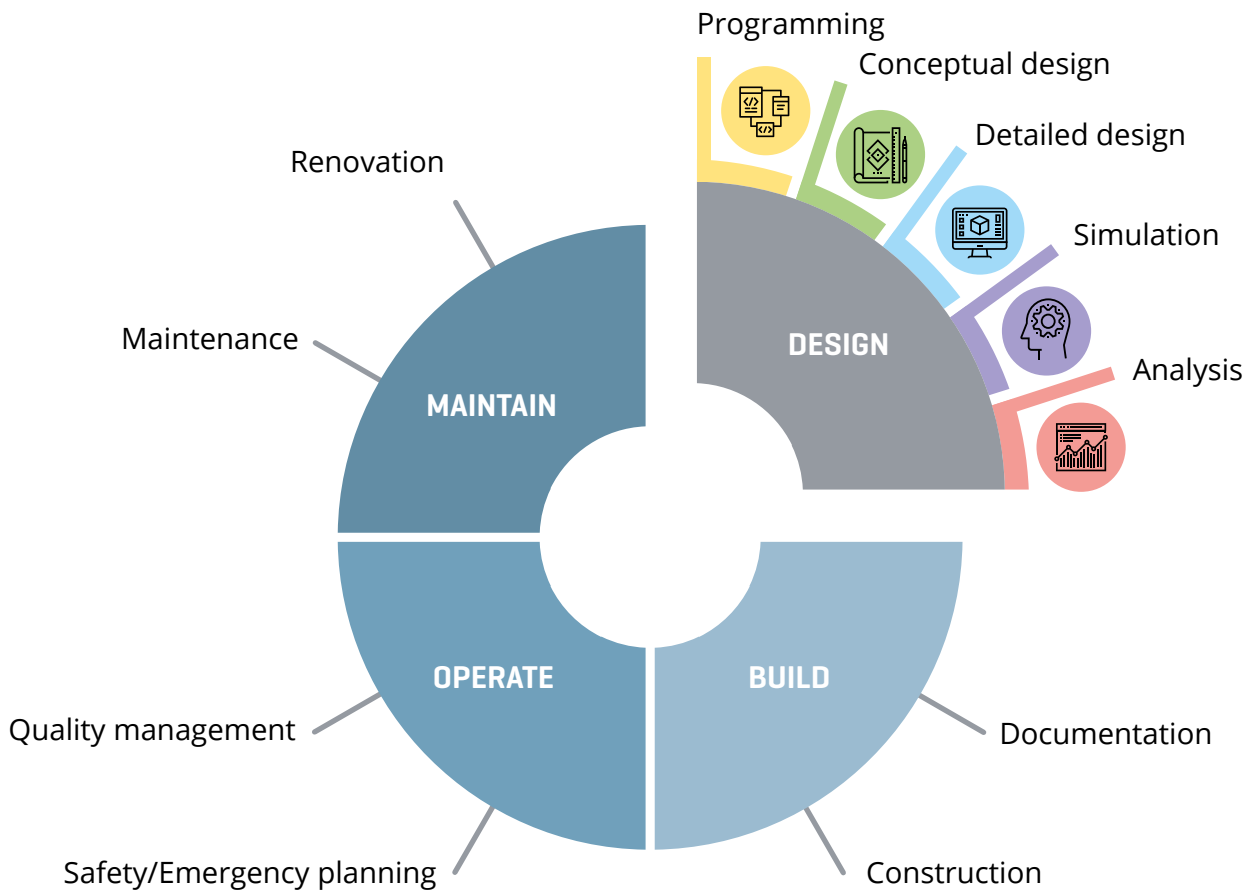 Programming
Conceptual design
Detailed design
Simulation
Analysis
DESIGN
Renovation
Maintenance
MAINTAIN
OPERATE
BUILD
Quality management
Documentation
Safety/Emergency planning
Construction